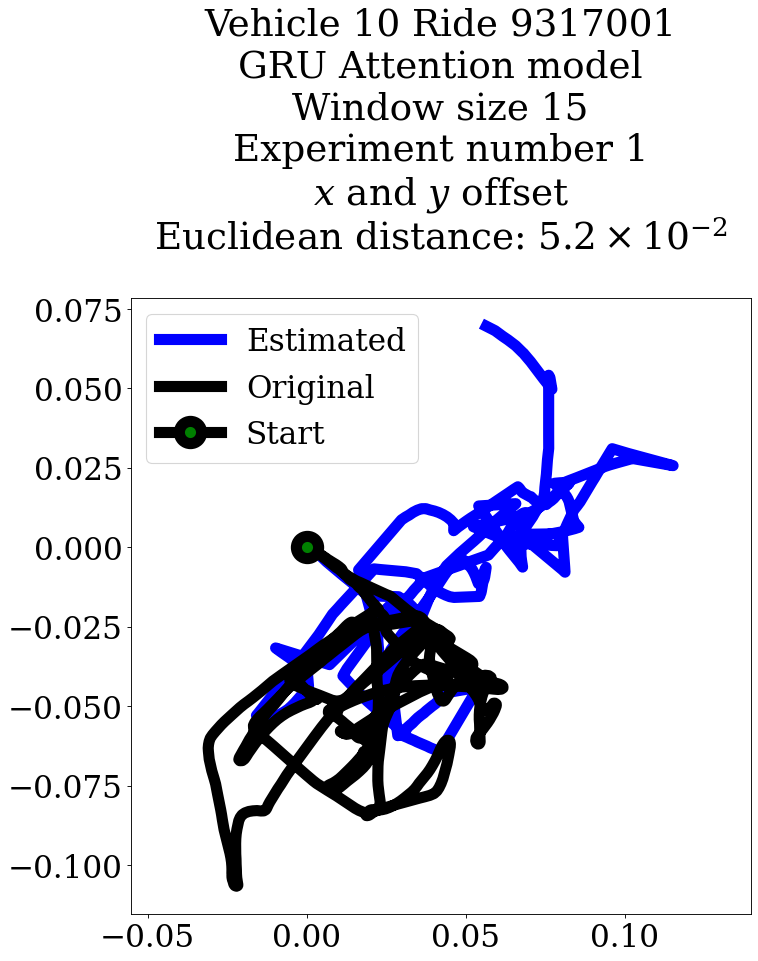 Vehicle 10 Ride 9317001
GRU Attention model
Window size 15
Experiment number 1
x and y offset
Euclidean distance: 5.2 × 10⁻²
0.075
0.050
0.025
0.000
−0.025
−0.050
−0.075
−0.100
Estimated
Original
Start
−0.05
0.00
0.05
0.10